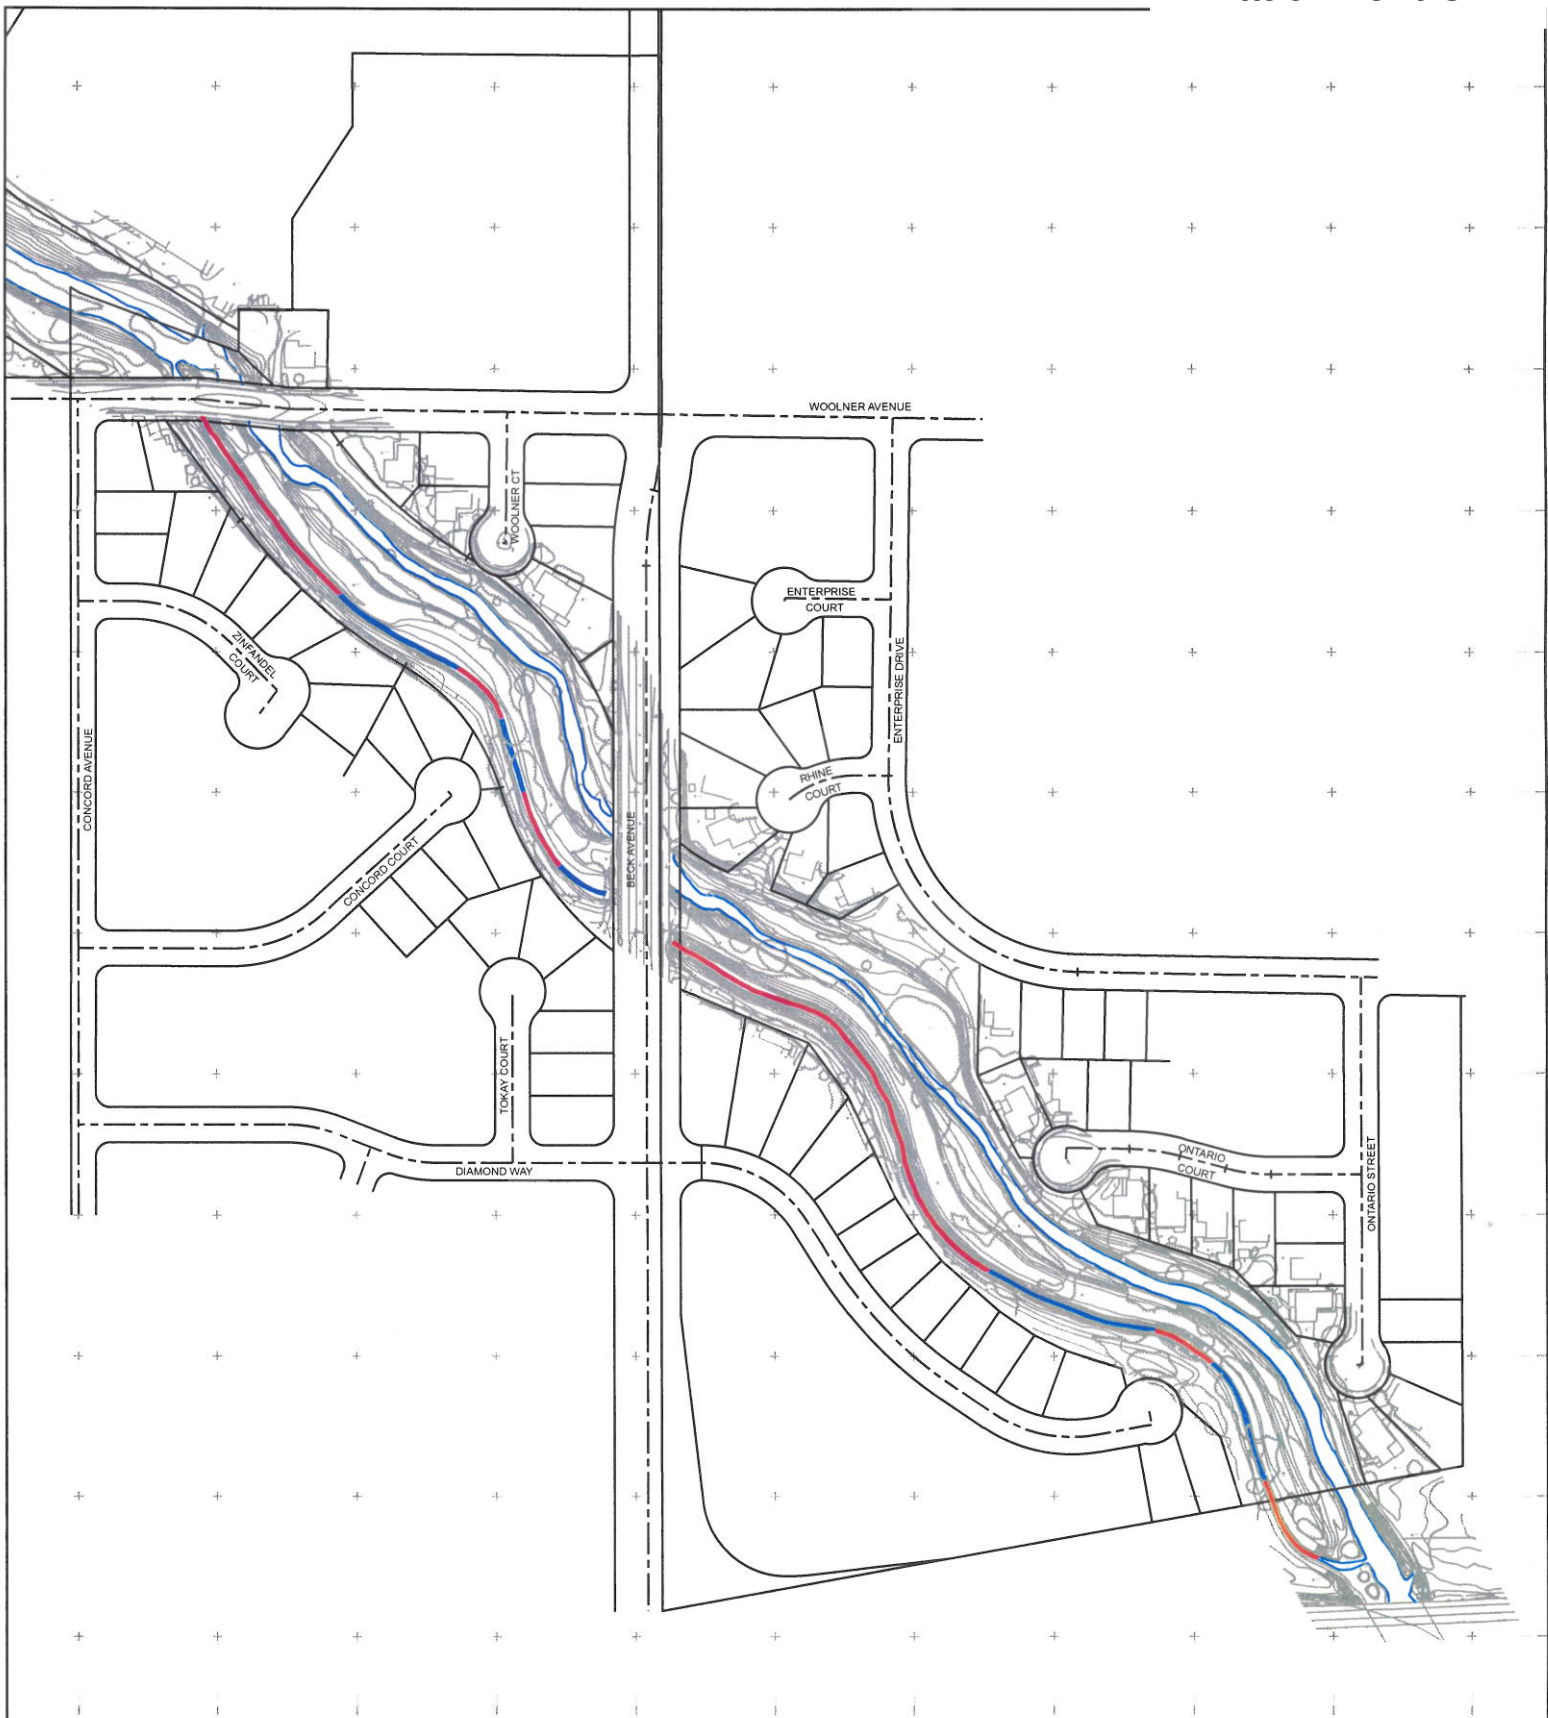 WOOLNER AVENUE
WOOLNER CT
ENTERPRISE
COURT
ENTERPRISE DRIVE
ZINFANDEL
COURT
CONCORD AVENUE
RHINE
COURT
BECK AVENUE
CONCORD COURT
TOKAY COURT
DIAMOND WAY
ONTARIO
COURT
ONTARIO STREET